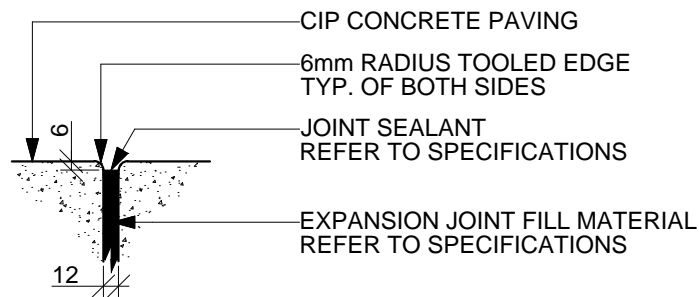 CIP CONCRETE PAVING
6mm RADIUS TOOLED EDGE
TYP. OF BOTH SIDES
JOINT SEALANT
REFER TO SPECIFICATIONS
EXPANSION JOINT FILL MATERIAL
REFER TO SPECIFICATIONS
6
12